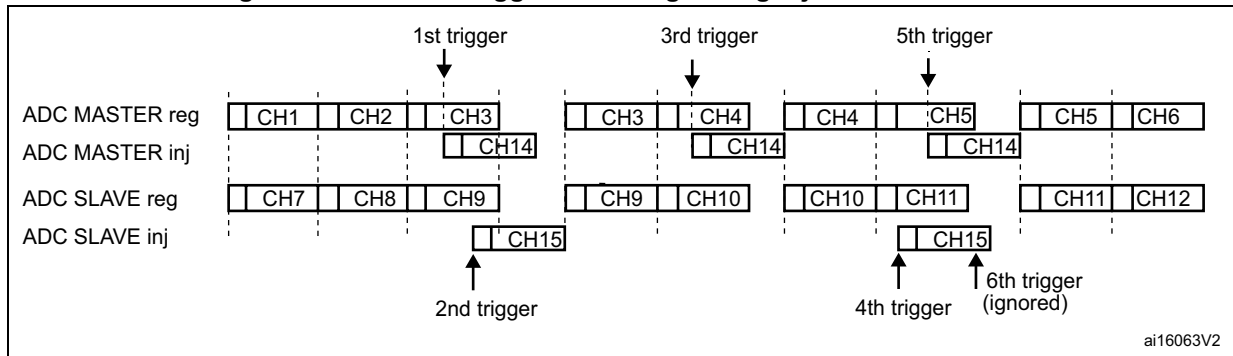 1st trigger 3rd trigger 5th trigger
ADC MASTER reg CH1 CH2 CH3 CH3 CH4 CH4 CH5 CH5 CH6
ADC MASTER inj CH14 CH14 CH14
ADC SLAVE reg CH7 CH8 CH9 CH9 CH10 CH10 CH11 CH11 CH12
ADC SLAVE inj CH15 CH15
2nd trigger 4th trigger 6th trigger
(ignored)
ai16063V2